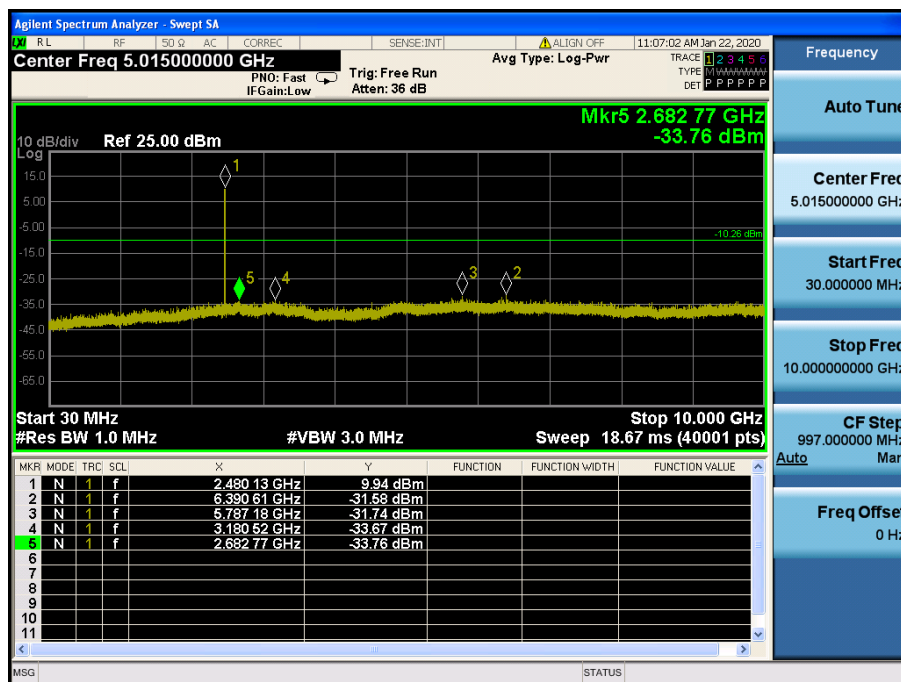 Agilent Spectrum Analyzer - Swept SA
LXI RL RF 50 Ω AC CORREC SENSE:INT ALIGN OFF 11:07:02 AM Jan 22, 2020
Center Freq 5.015000000 GHz
PNO: Fast
IFGain:Low
Trig: Free Run
Atten: 36 dB
Avg Type: Log-Pwr
TRACE 1 2 3 4 5 6
TYPE M
DET P P P P P P
Mkr5 2.682 77 GHz
-33.76 dBm
10 dB/div Ref 25.00 dBm
Log
15.0
5.00
-5.00
-15.0
-25.0
-35.0
-45.0
-55.0
-65.0
1
-10.26 dBm
5
4
3
2
Start 30 MHz
Stop 10.000 GHz
#Res BW 1.0 MHz
#VBW 3.0 MHz
Sweep 18.67 ms (40001 pts)
MKR MODE TRC SCL X Y FUNCTION FUNCTION WIDTH FUNCTION VALUE
1 N 1 f 2.480 13 GHz 9.94 dBm
2 N 1 f 6.390 61 GHz -31.58 dBm
3 N 1 f 5.787 18 GHz -31.74 dBm
4 N 1 f 3.180 52 GHz -33.67 dBm
5 N 1 f 2.682 77 GHz -33.76 dBm
6
7
8
9
10
11
MSG
STATUS
Frequency
Auto Tune
Center Freq
5.015000000 GHz
Start Freq
30.000000 MHz
Stop Freq
10.000000000 GHz
CF Step
997.000000 MHz
Auto Man
Freq Offset
0 Hz